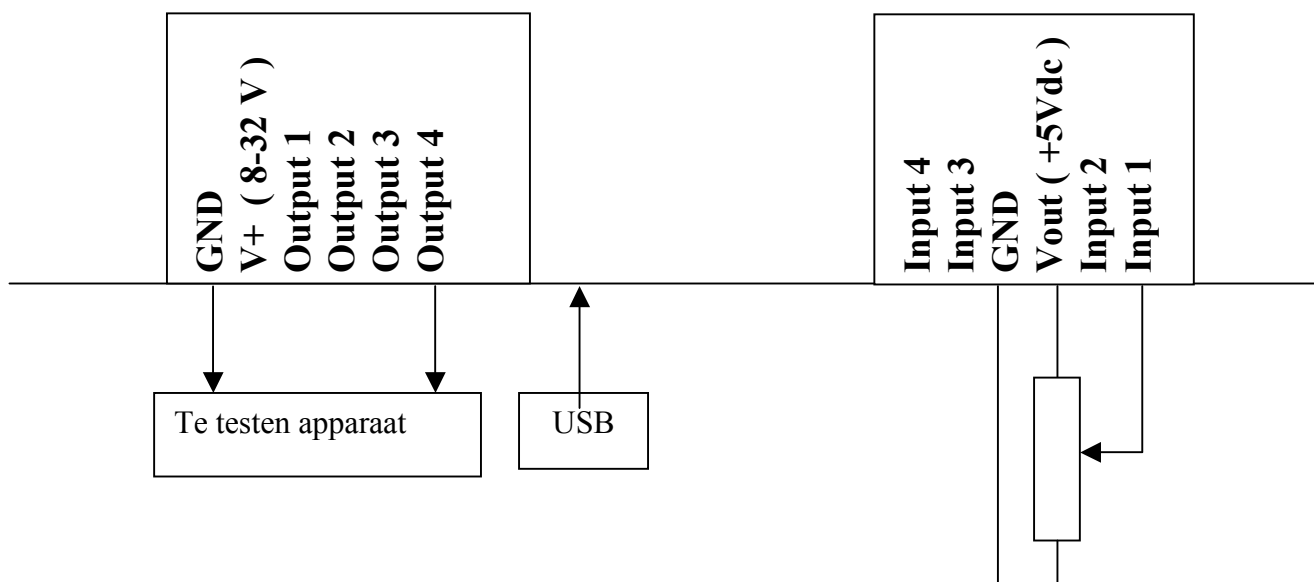 GND
V+ ( 8-32 V )
Output 1
Output 2
Output 3
Output 4
Input 4
Input 3
GND
Vout ( +5Vdc )
Input 2
Input 1
Te testen apparaat
USB